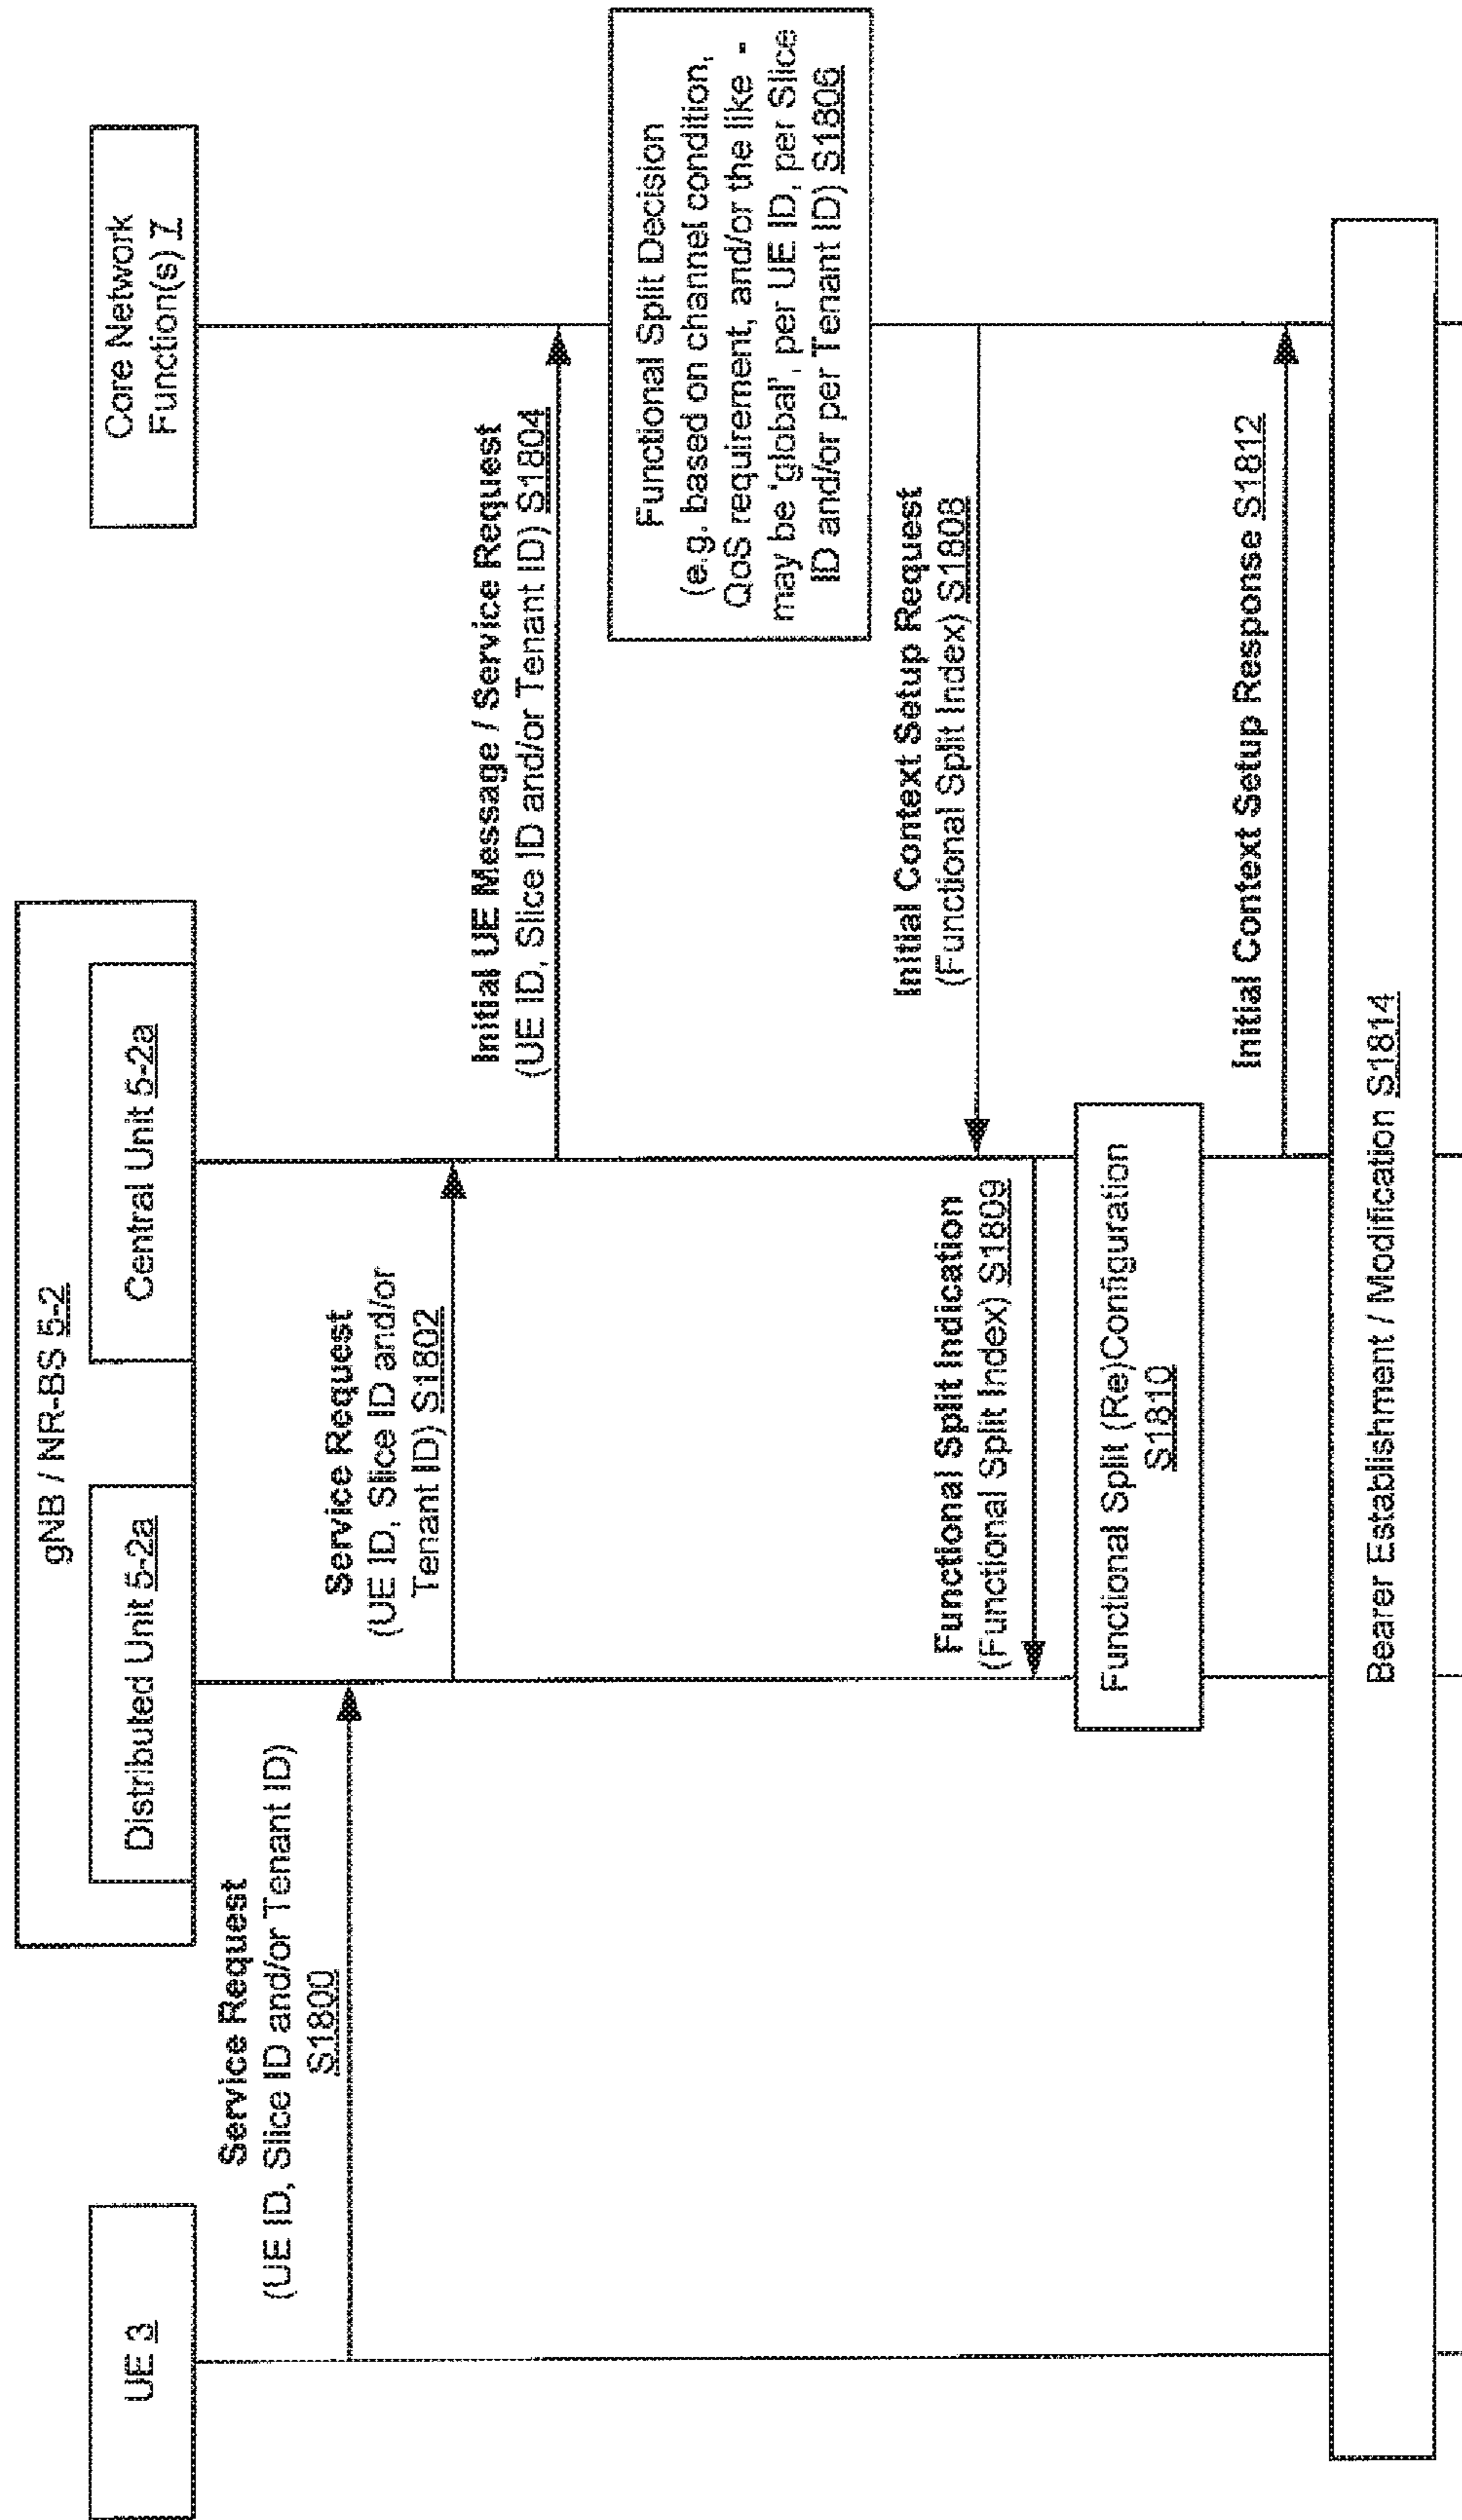 UE 3
gNB / NR-BS 5-2
Distributed Unit 5-2a
Central Unit 5-2a
Core Network
Function(s) 7
Service Request
(UE ID, Slice ID and/or Tenant ID)
S1800
Service Request
(UE ID, Slice ID and/or
Tenant ID) S1802
Initial UE Message / Service Request
(UE ID, Slice ID and/or Tenant ID) S1804
Functional Split Decision
(e.g. based on channel condition,
QoS requirement, and/or the like -
may be 'global', per UE ID, per Slice
ID and/or per Tenant ID) S1806
Initial Context Setup Request
(Functional Split Index) S1808
Functional Split Indication
(Functional Split Index) S1809
Functional Split (Re)Configuration
S1810
Initial Context Setup Response S1812
Bearer Establishment / Modification S1814